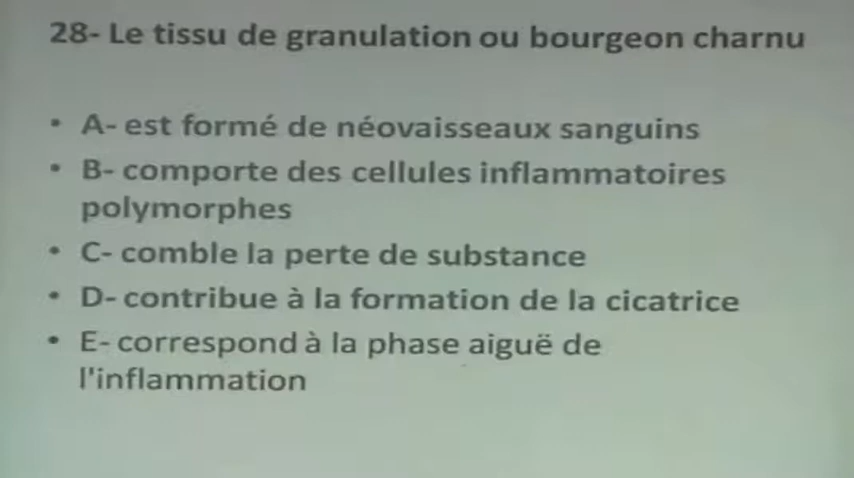 28- Le tissu de granulation ou bourgeon charnu
• A- est formé de néovaisseaux sanguins
• B- comporte des cellules inflammatoires
polymorphes
• C- comble la perte de substance
• D- contribue à la formation de la cicatrice
• E- correspond à la phase aiguë de
l'inflammation